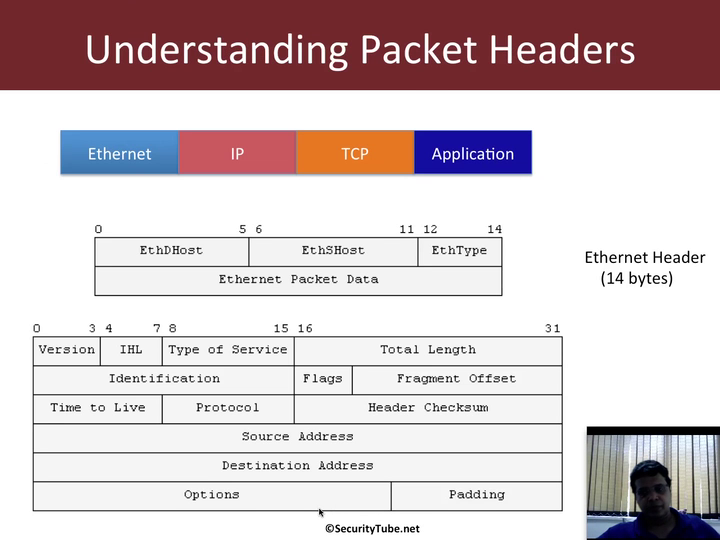 Understanding Packet Headers
Ethernet IP TCP Application
0 5 6 11 12 14
EthDHost EthSHost EthType
Ethernet Packet Data
Ethernet Header
(14 bytes)
0 3 4 7 8 15 16 31
Version IHL Type of Service Total Length
Identification Flags Fragment Offset
Time to Live Protocol Header Checksum
Source Address
Destination Address
Options Padding
©SecurityTube.net